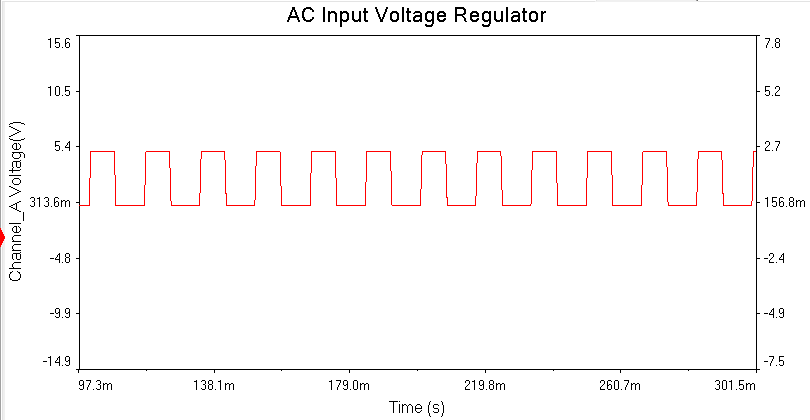 AC Input Voltage Regulator
15.6
10.5
5.4
313.6m
-4.8
-9.9
-14.9
Channel_A Voltage(V)
7.8
5.2
2.7
156.8m
-2.4
-4.9
-7.5
97.3m 138.1m 179.0m 219.8m 260.7m 301.5m
Time (s)